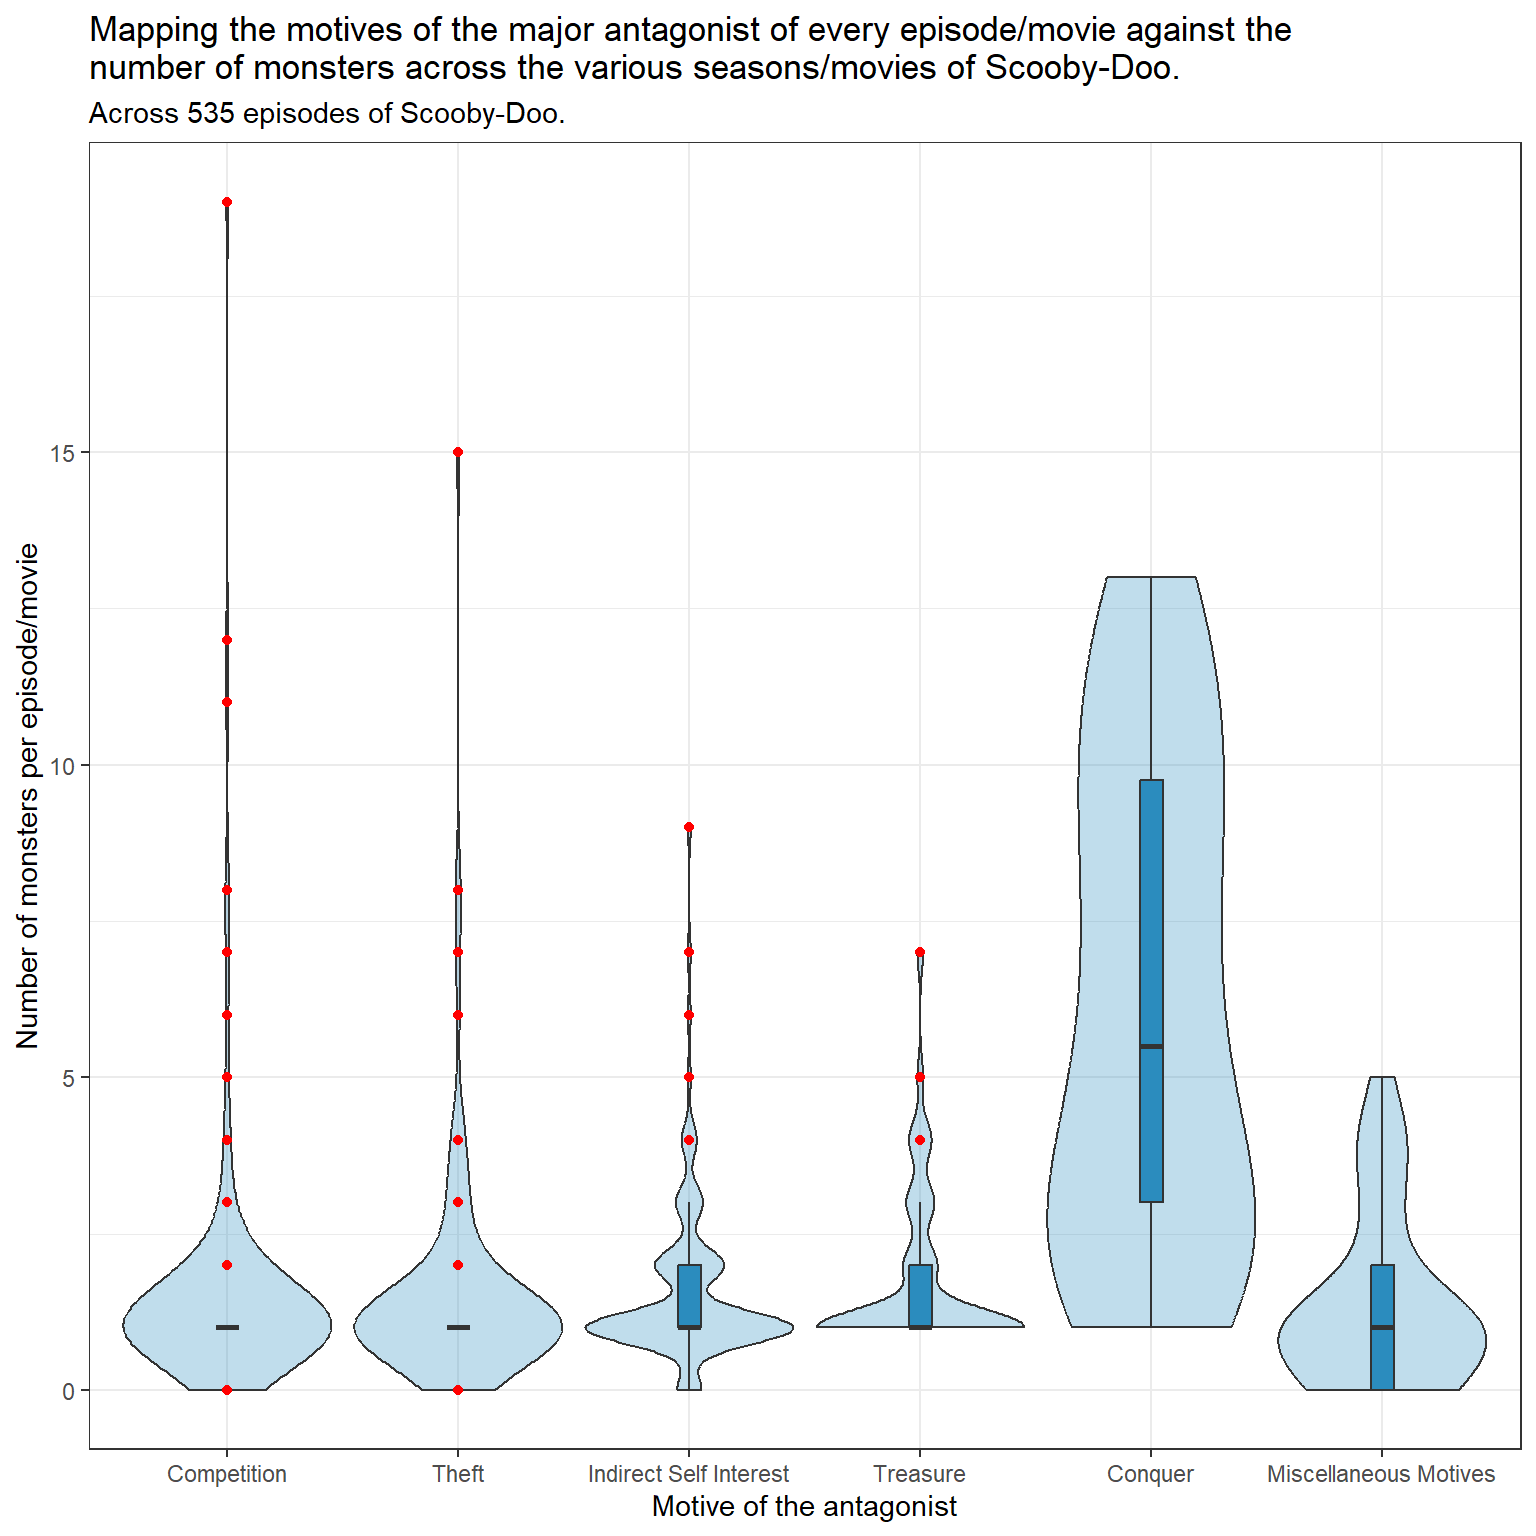 Mapping the motives of the major antagonist of every episode/movie against the
number of monsters across the various seasons/movies of Scooby-Doo.
Across 535 episodes of Scooby-Doo.
Number of monsters per episode/movie
15
10
5
0
Competition
Theft
Indirect Self Interest
Treasure
Conquer
Miscellaneous Motives
Motive of the antagonist